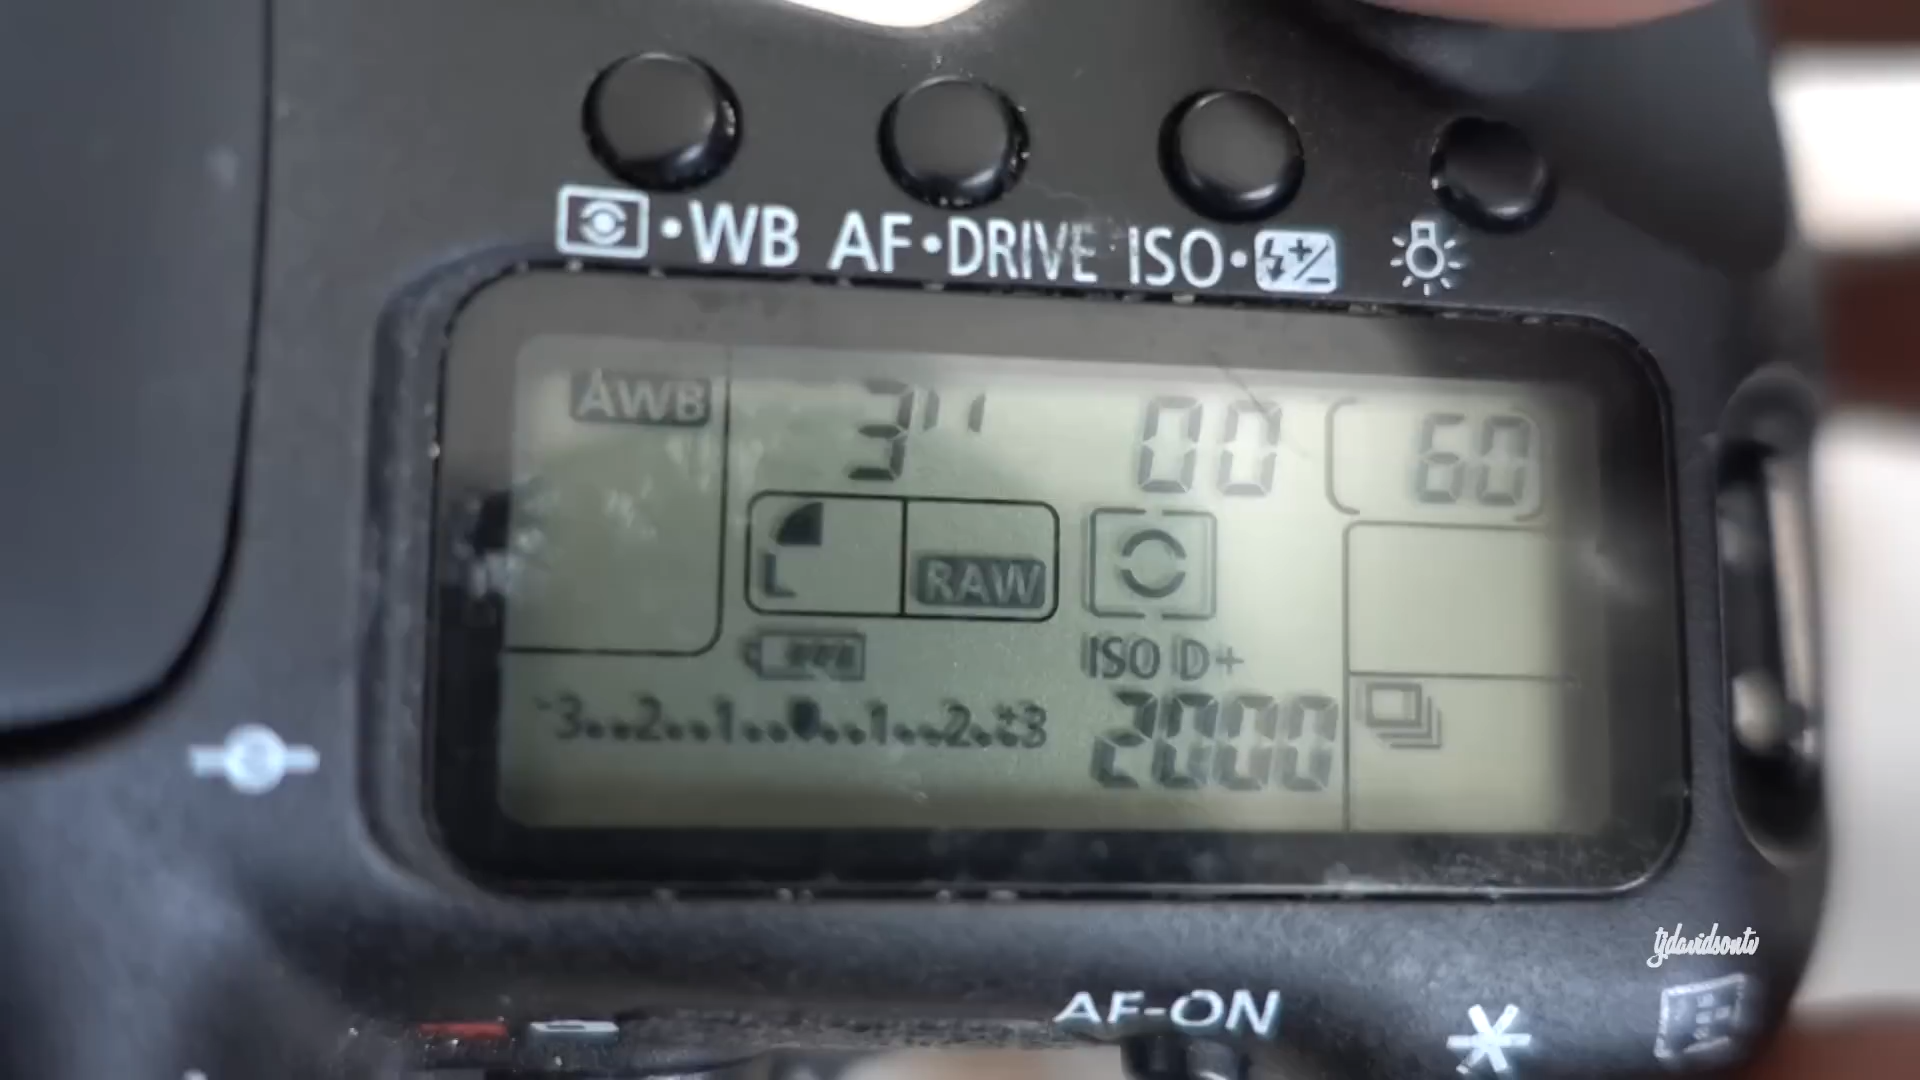 WB AF•DRIVE ISO•
AWB 3'' 00 [60]
L RAW
ISO D+
-3..2..1..0..1..2..+3 2000
tjdavidsontv
AF-ON